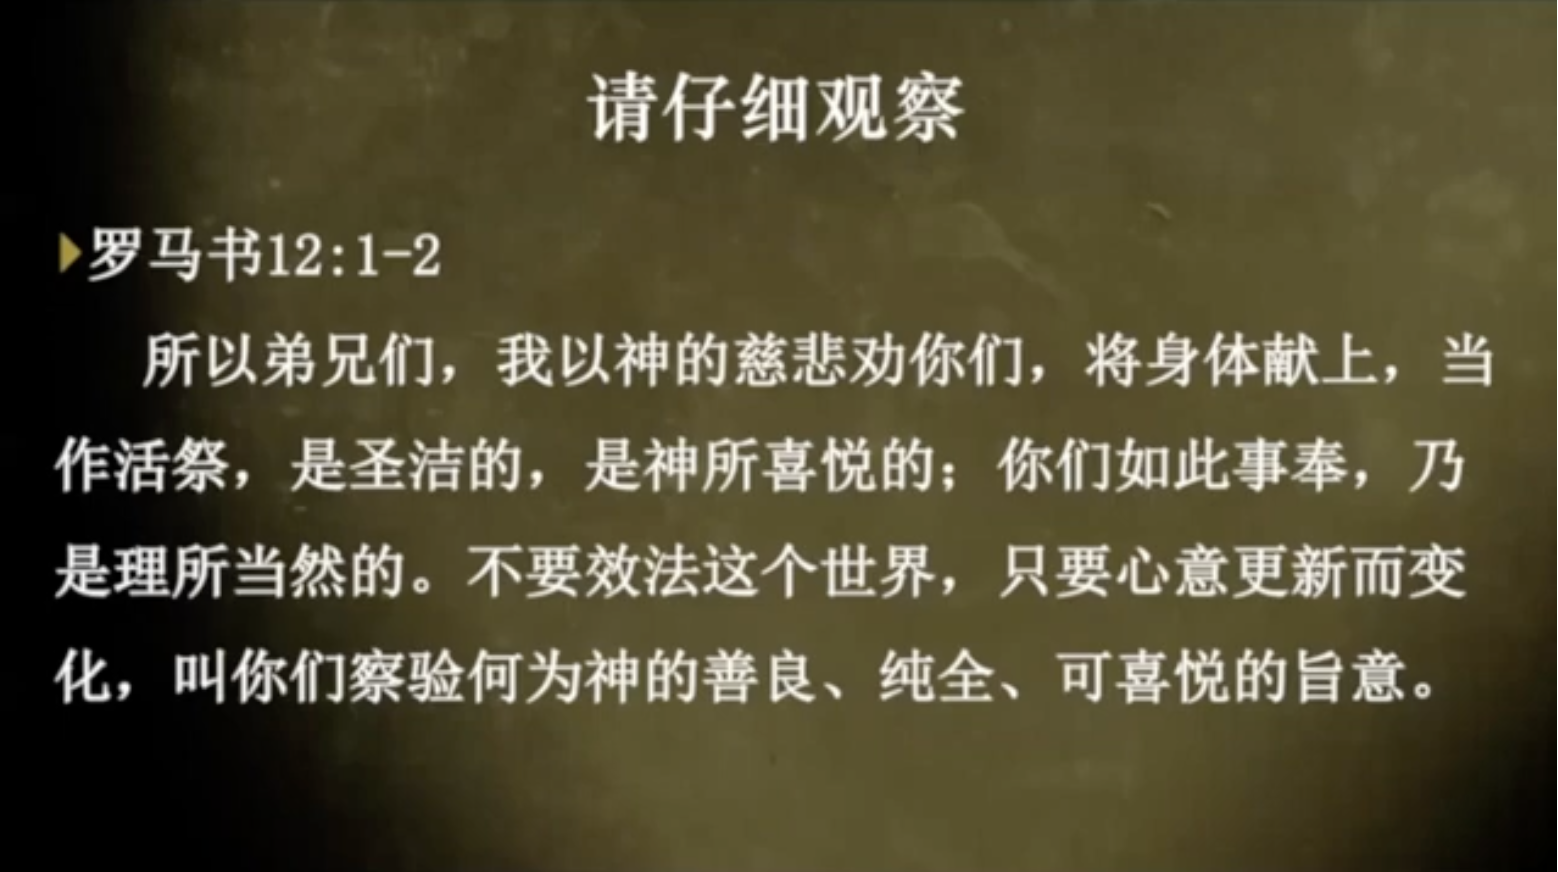 请仔细观察
罗马书12:1-2
所以弟兄们，我以神的慈悲劝你们，将身体献上，当
作活祭，是圣洁的，是神所喜悦的；你们如此事奉，乃
是理所当然的。不要效法这个世界，只要心意更新而变
化，叫你们察验何为神的善良、纯全、可喜悦的旨意。